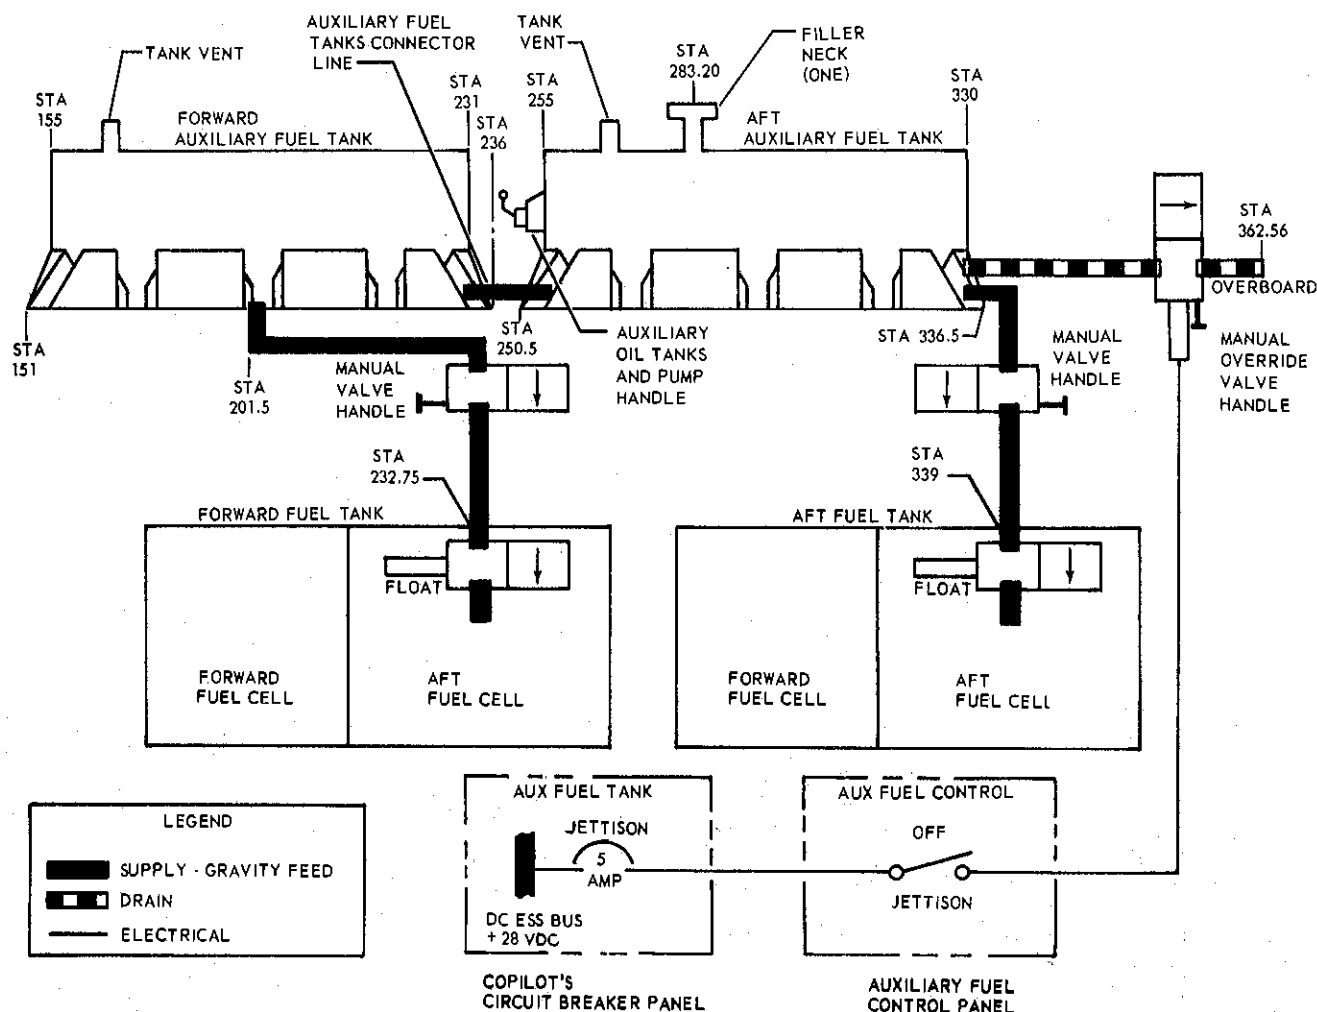 AUXILIARY FUEL
TANKS CONNECTOR
LINE
TANK
VENT
FILLER
NECK
(ONE)
TANK VENT
STA
283.20
STA
155
STA
231
STA
236
STA
255
STA
330
FORWARD
AUXILIARY FUEL TANK
AFT
AUXILIARY FUEL TANK
STA
362.56
OVERBOARD
STA
151
STA
201.5
STA
250.5
STA 336.5
MANUAL
VALVE
HANDLE
AUXILIARY
OIL TANKS
AND PUMP
HANDLE
MANUAL
VALVE
HANDLE
MANUAL
OVERRIDE
VALVE
HANDLE
STA
232.75
STA
339
FORWARD FUEL TANK
AFT FUEL TANK
FLOAT
FLOAT
FORWARD
FUEL CELL
AFT
FUEL CELL
FORWARD
FUEL CELL
AFT
FUEL CELL
LEGEND
SUPPLY - GRAVITY FEED
DRAIN
ELECTRICAL
AUX FUEL TANK
JETTISON
5
AMP
DC ESS BUS
+ 28 VDC
COPILOT'S
CIRCUIT BREAKER PANEL
AUX FUEL CONTROL
OFF
JETTISON
AUXILIARY FUEL
CONTROL PANEL